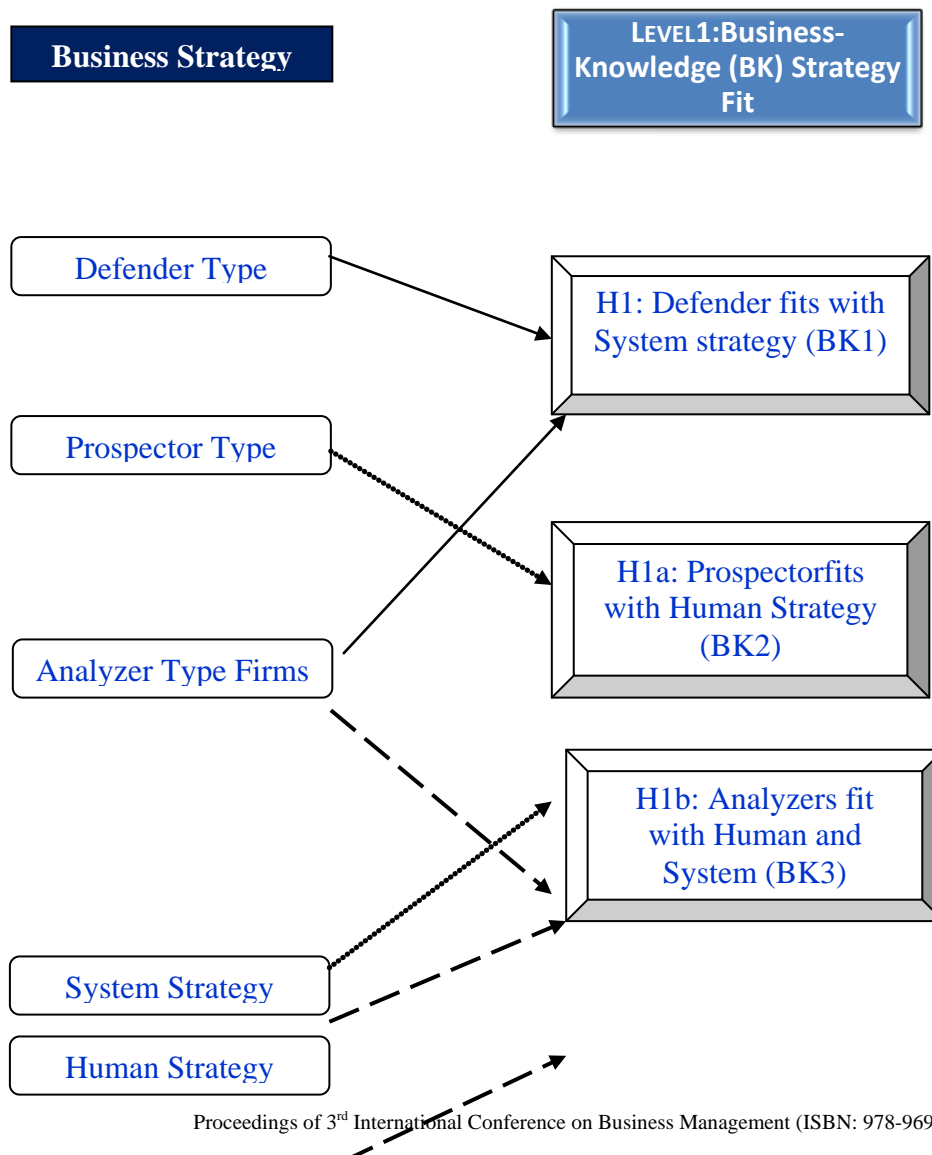 Business Strategy
LEVEL1:Business-
Knowledge (BK) Strategy
Fit
Defender Type
H1: Defender fits with
System strategy (BK1)
Prospector Type
H1a: Prospectorfits
with Human Strategy
(BK2)
Analyzer Type Firms
H1b: Analyzers fit
with Human and
System (BK3)
System Strategy
Human Strategy
Proceedings of 3rd International Conference on Business Management (ISBN: 978-969